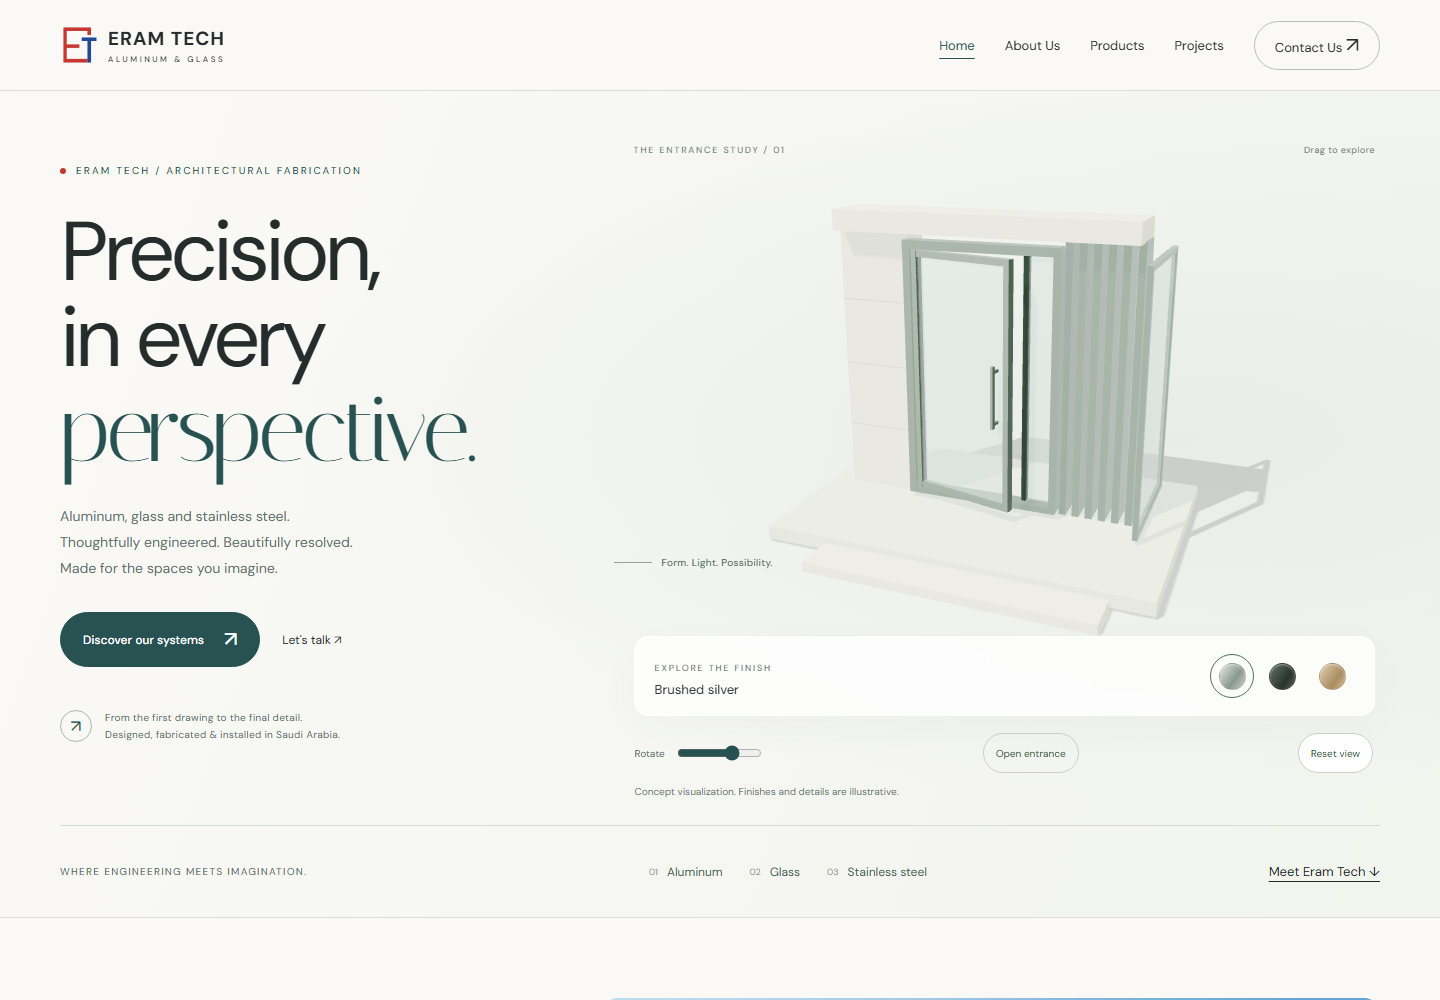 ERAM TECH
ALUMINUM & GLASS
Home
About Us
Products
Projects
Contact Us
ERAM TECH / ARCHITECTURAL FABRICATION
Precision,
in every
perspective.
Aluminum, glass and stainless steel.
Thoughtfully engineered. Beautifully resolved.
Made for the spaces you imagine.
Discover our systems
Let's talk
From the first drawing to the final detail.
Designed, fabricated & installed in Saudi Arabia.
THE ENTRANCE STUDY / 01
Drag to explore
Form. Light. Possibility.
EXPLORE THE FINISH
Brushed silver
Rotate
Open entrance
Reset view
Concept visualization. Finishes and details are illustrative.
WHERE ENGINEERING MEETS IMAGINATION.
01 Aluminum
02 Glass
03 Stainless steel
Meet Eram Tech ↓